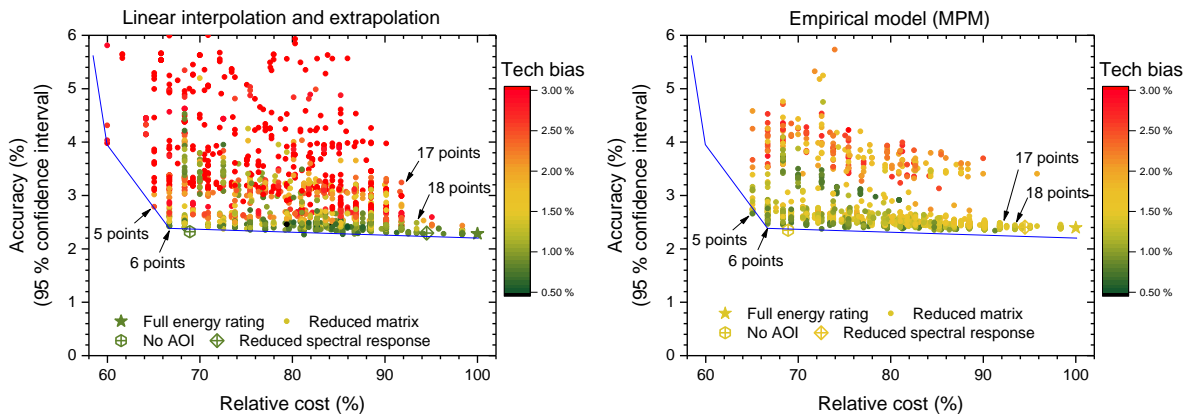 Linear interpolation and extrapolation
6
5
4
3
2
1
0
Accuracy (%)
(95 % confidence interval)
60
70
80
90
100
Relative cost (%)
17 points
18 points
5 points
6 points
Full energy rating
Reduced matrix
No AOI
Reduced spectral response
Tech bias
3.00 %
2.50 %
2.00 %
1.50 %
1.00 %
0.50 %
Empirical model (MPM)
6
5
4
3
2
1
0
Accuracy (%)
(95 % confidence interval)
60
70
80
90
100
Relative cost (%)
17 points
18 points
5 points
6 points
Full energy rating
Reduced matrix
No AOI
Reduced spectral response
Tech bias
3.00 %
2.50 %
2.00 %
1.50 %
1.00 %
0.50 %